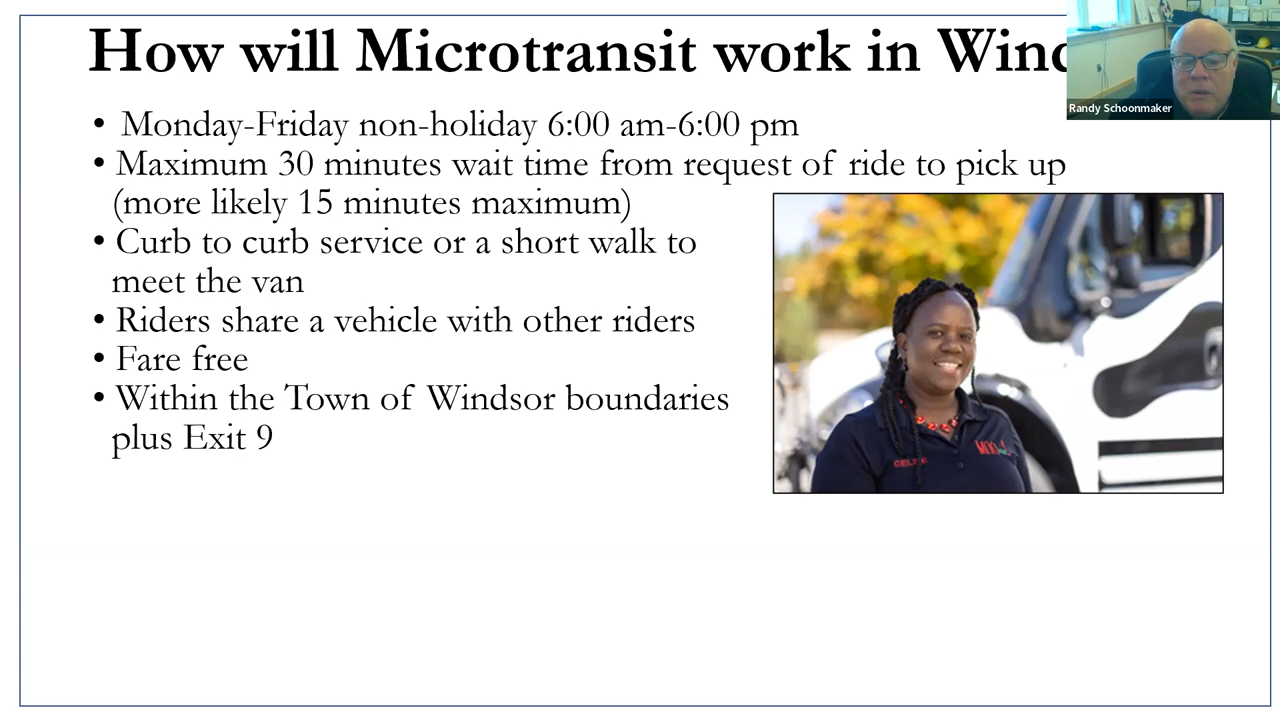 How will Microtransit work in Wind
Randy Schoonmaker
• Monday-Friday non-holiday 6:00 am-6:00 pm
• Maximum 30 minutes wait time from request of ride to pick up
(more likely 15 minutes maximum)
• Curb to curb service or a short walk to
meet the van
• Riders share a vehicle with other riders
• Fare free
• Within the Town of Windsor boundaries
plus Exit 9